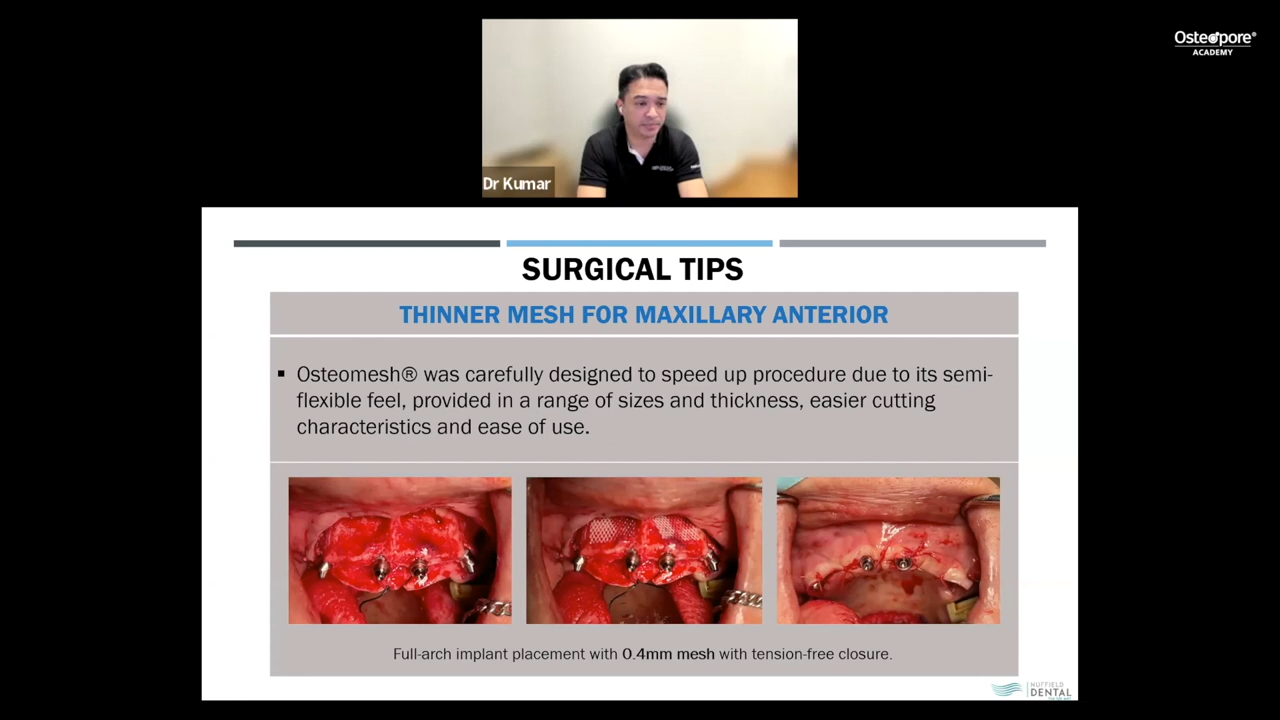 Osteopore®
ACADEMY
Dr Kumar
SURGICAL TIPS
THINNER MESH FOR MAXILLARY ANTERIOR
▪ Osteomesh® was carefully designed to speed up procedure due to its semi-
flexible feel, provided in a range of sizes and thickness, easier cutting
characteristics and ease of use.
Full-arch implant placement with 0.4mm mesh with tension-free closure.
NUFFIELD
DENTAL